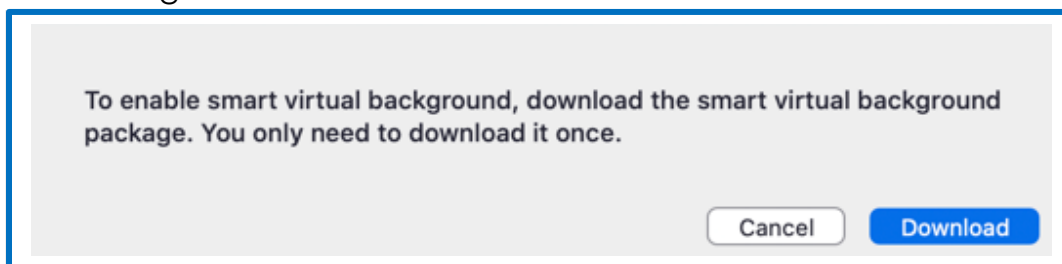 To enable smart virtual background, download the smart virtual background
package. You only need to download it once.
Cancel Download